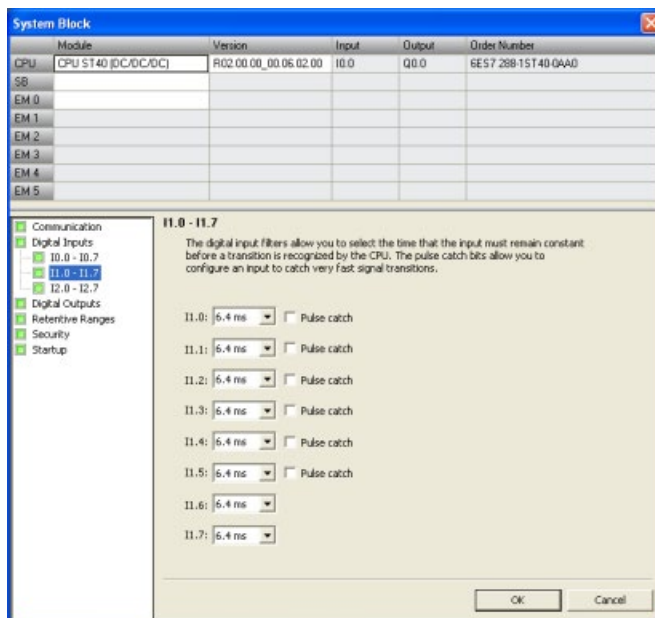 System Block
Module Version Input Output Order Number
CPU CPU ST40 (DC/DC/DC) R02.00.00_00.06.02.00 I0.0 Q0.0 6ES7 288-1ST40-0AA0
SB
EM 0
EM 1
EM 2
EM 3
EM 4
EM 5
Communication
Digital Inputs
I0.0 - I0.7
I1.0 - I1.7
I2.0 - I2.7
Digital Outputs
Retentive Ranges
Security
Startup
I1.0 - I1.7
The digital input filters allow you to select the time that the input must remain constant
before a transition is recognized by the CPU. The pulse catch bits allow you to
configure an input to catch very fast signal transitions.
I1.0: 6.4 ms Pulse catch
I1.1: 6.4 ms Pulse catch
I1.2: 6.4 ms Pulse catch
I1.3: 6.4 ms Pulse catch
I1.4: 6.4 ms Pulse catch
I1.5: 6.4 ms Pulse catch
I1.6: 6.4 ms
I1.7: 6.4 ms
OK Cancel